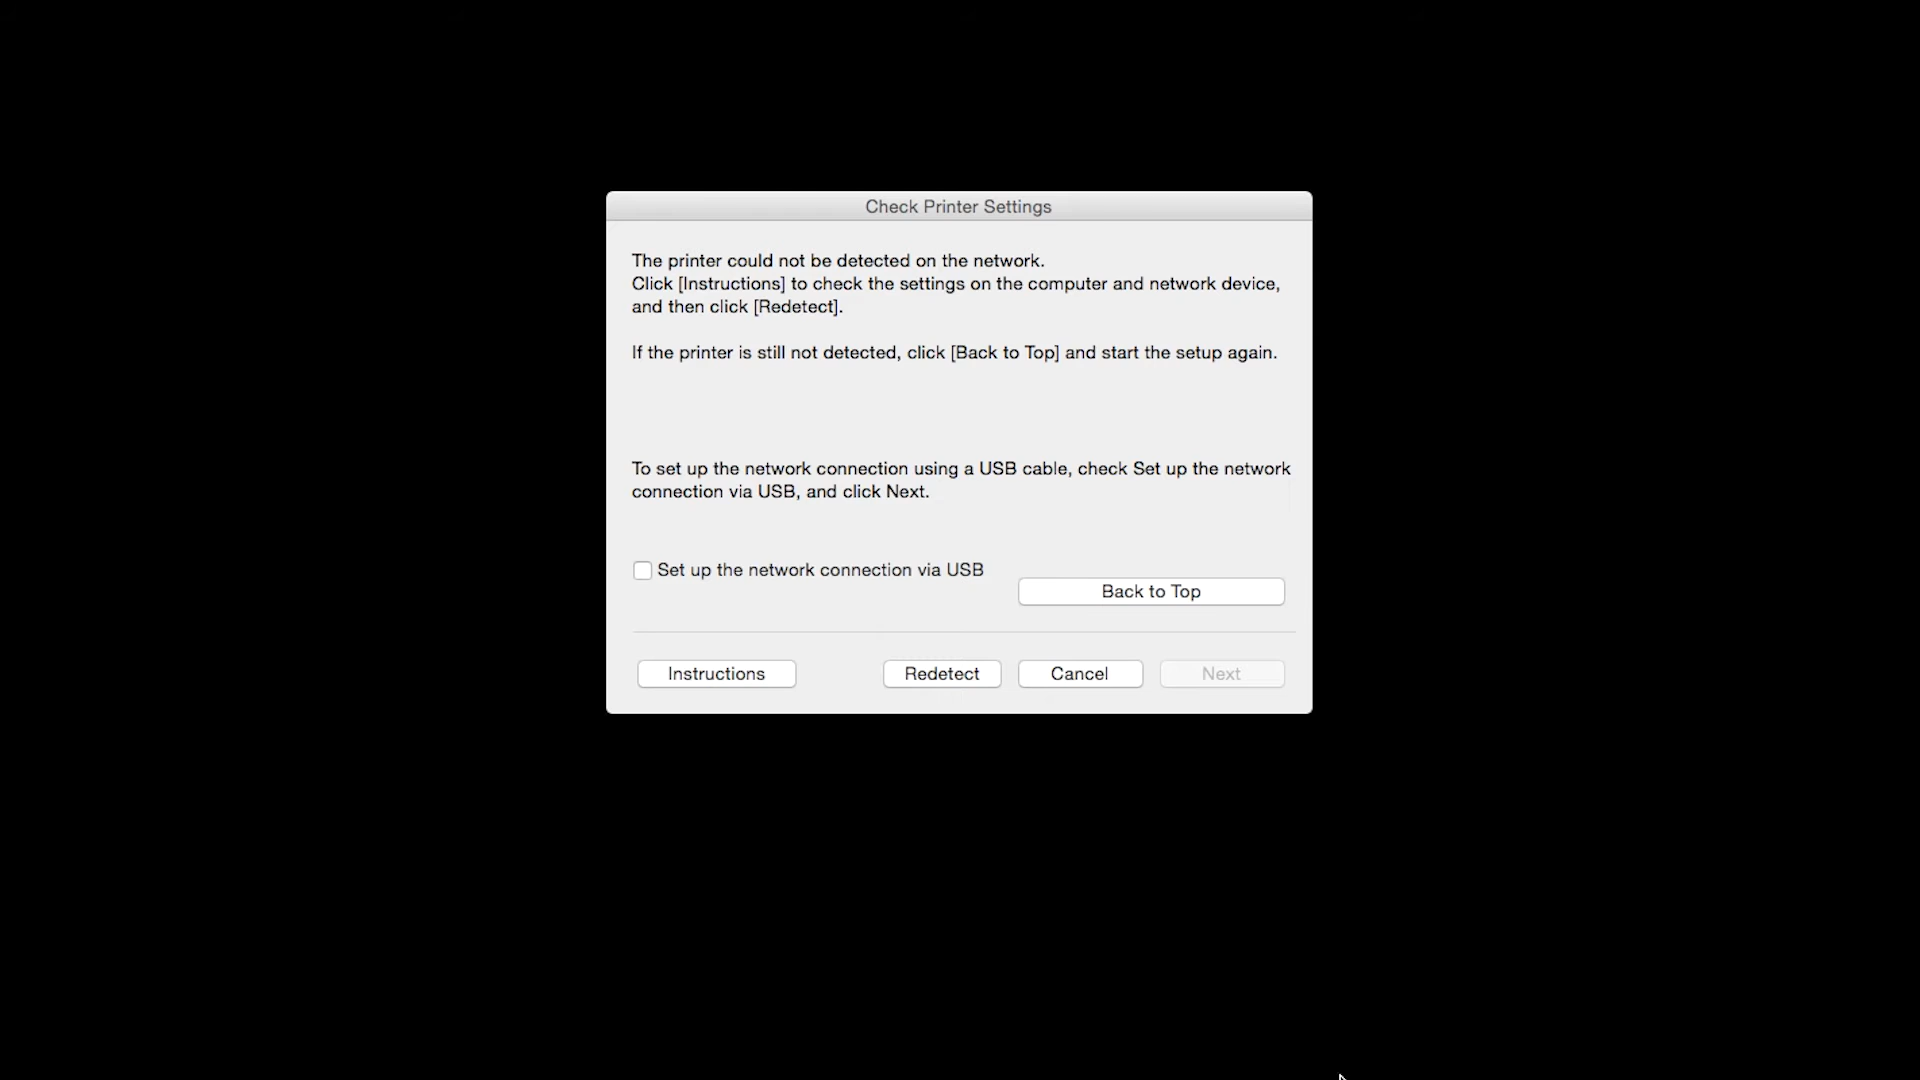 Check Printer Settings
The printer could not be detected on the network.
Click [Instructions] to check the settings on the computer and network device,
and then click [Redetect].
If the printer is still not detected, click [Back to Top] and start the setup again.
To set up the network connection using a USB cable, check Set up the network
connection via USB, and click Next.
Set up the network connection via USB
Back to Top
Instructions
Redetect
Cancel
Next